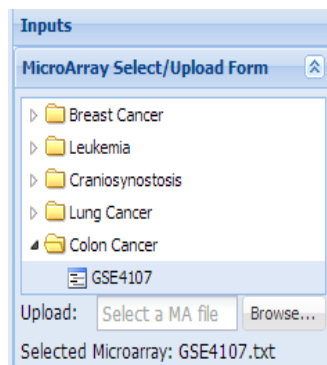 Inputs
MicroArray Select/Upload Form
Breast Cancer
Leukemia
Craniosynostosis
Lung Cancer
Colon Cancer
GSE4107
Upload: Select a MA file Browse...
Selected Microarray: GSE4107.txt